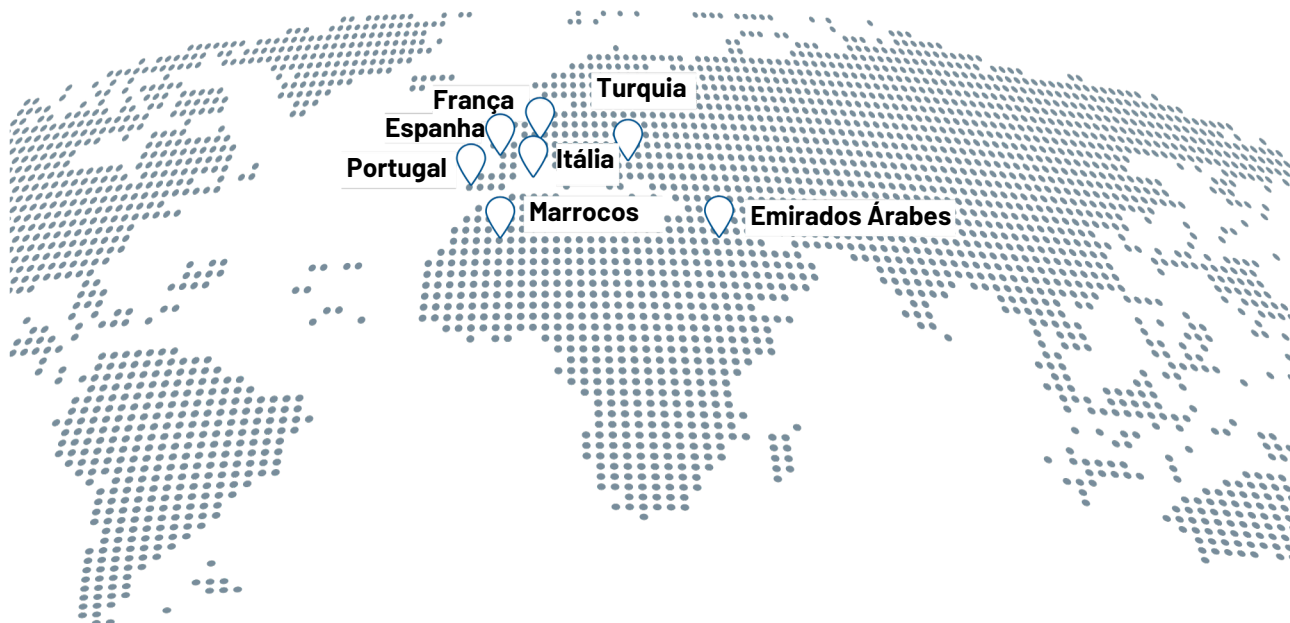 Turquia
França
Espanha
Itália
Portugal
Marrocos
Emirados Árabes